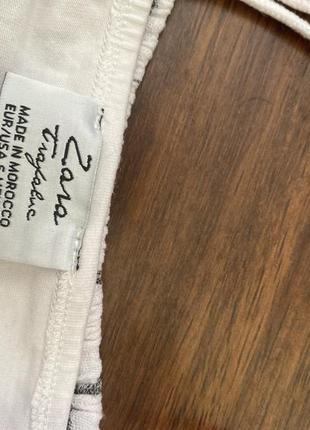 Zara
Trafaluc
MADE IN MOROCCO
EUR/USA S